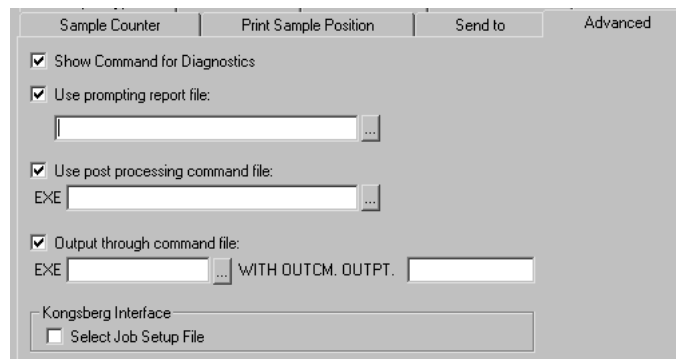 Sample Counter Print Sample Position Send to Advanced
Show Command for Diagnostics
Use prompting report file:
...
Use post processing command file:
EXE ...
Output through command file:
EXE ... WITH OUTCM. OUTPT.
Kongsberg Interface
Select Job Setup File